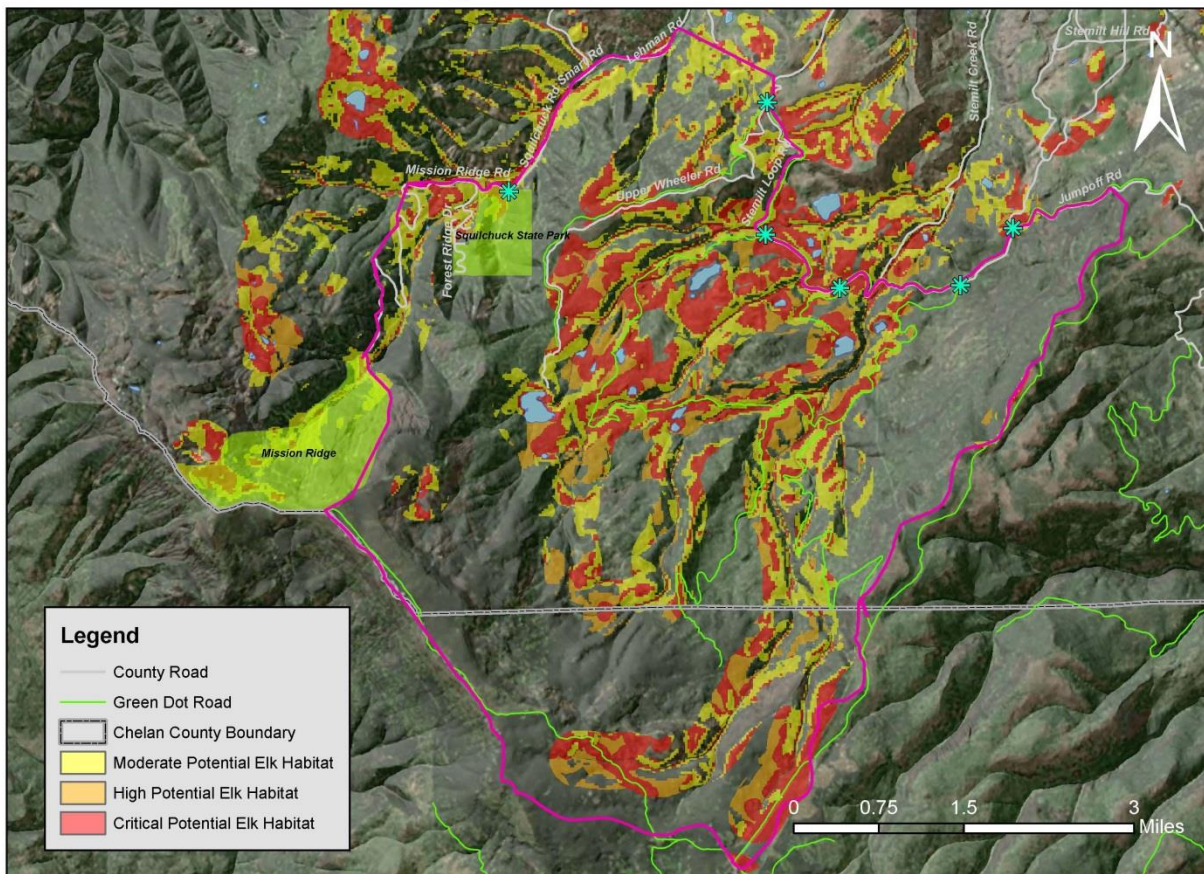 Stemilt Hill Rd
N
Lehman Rd
Stemilt Creek Rd
Squilchuck Rd Smart Rd
Mission Ridge Rd
Upper Wheeler Rd
Stemilt Loop
Jumpoff Rd
Forest Ridge Dr
Squilchuck State Park
Mission Ridge
Legend
County Road
Green Dot Road
Chelan County Boundary
Moderate Potential Elk Habitat
High Potential Elk Habitat
Critical Potential Elk Habitat
0 0.75 1.5 3
Miles